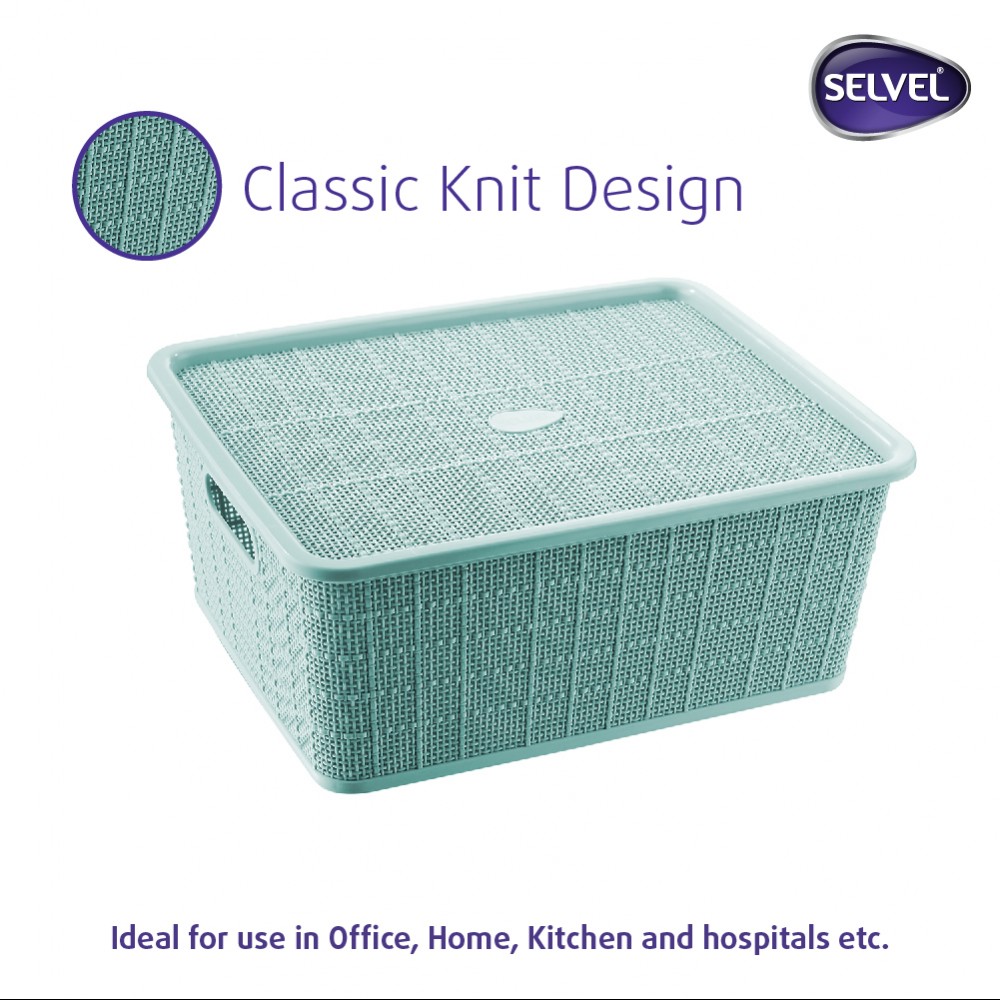 SELVEL®
Classic Knit Design
Ideal for use in Office, Home, Kitchen and hospitals etc.